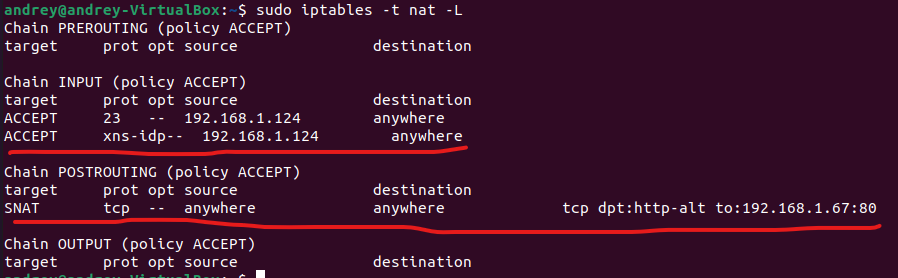 andrey@andrey-VirtualBox:~$ sudo iptables -t nat -L
Chain PREROUTING (policy ACCEPT)
target prot opt source destination
Chain INPUT (policy ACCEPT)
target prot opt source destination
ACCEPT 23 -- 192.168.1.124 anywhere
ACCEPT xns-idp-- 192.168.1.124 anywhere
Chain POSTROUTING (policy ACCEPT)
target prot opt source destination
SNAT tcp -- anywhere anywhere tcp dpt:http-alt to:192.168.1.67:80
Chain OUTPUT (policy ACCEPT)
target prot opt source destination
andrey@andrey-VirtualBox:~$